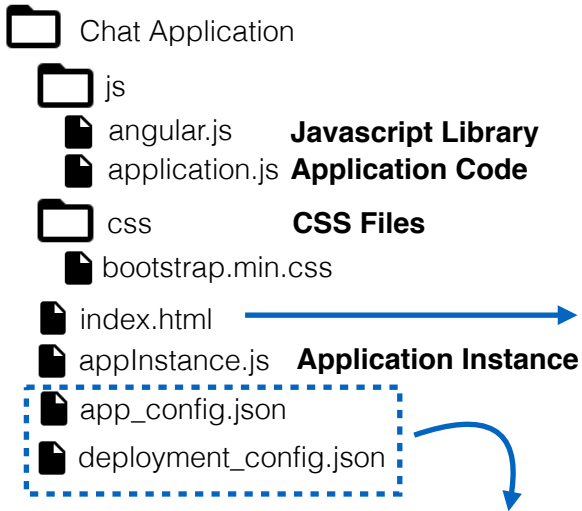 Chat Application
js
angular.js Javascript Library
application.js Application Code
css CSS Files
bootstrap.min.css
index.html
appInstance.js Application Instance
app_config.json
deployment_config.json